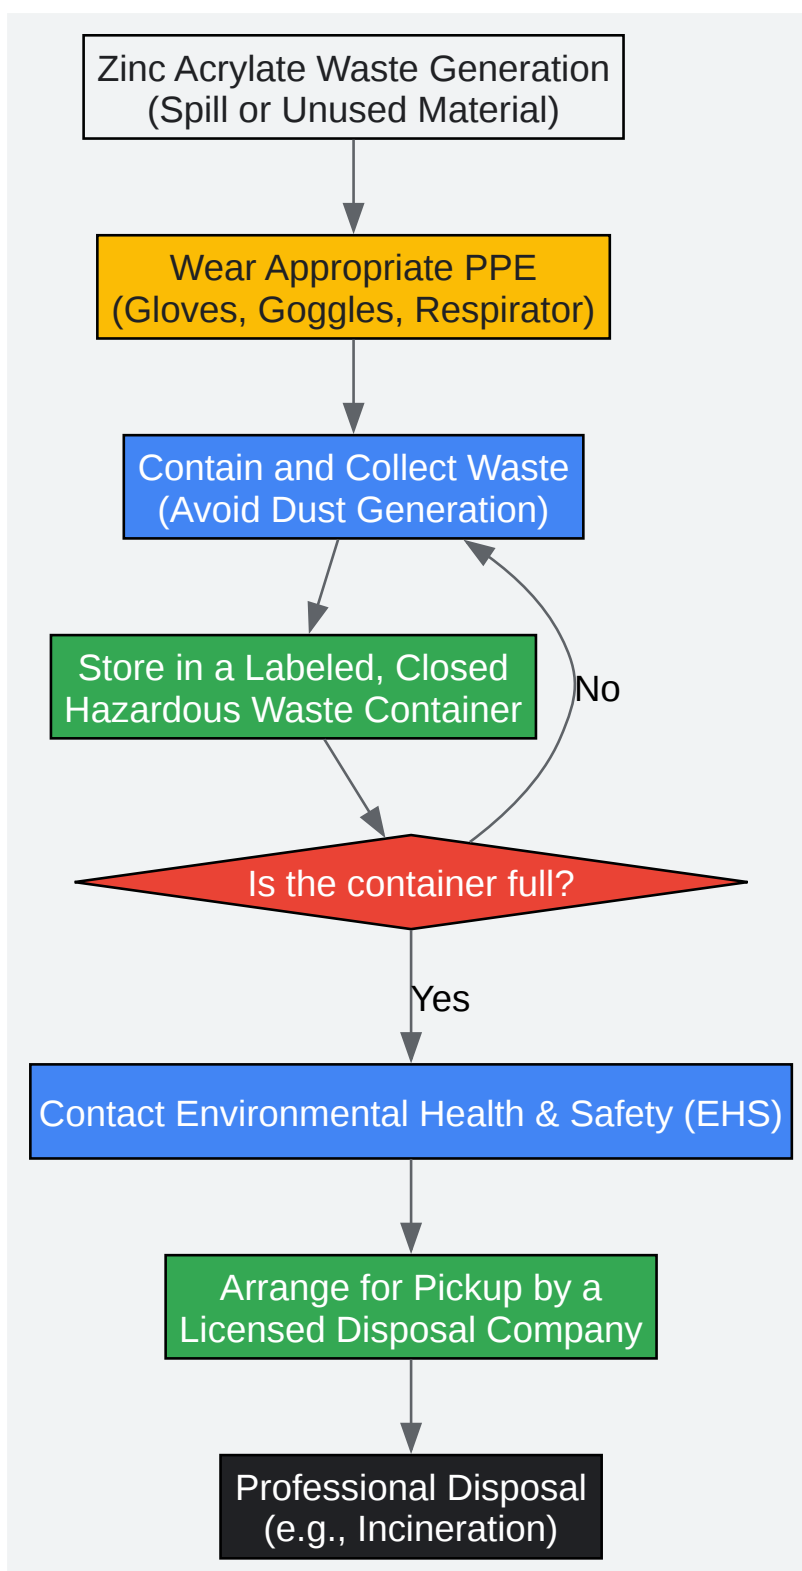 Zinc Acrylate Waste Generation
(Spill or Unused Material)
Wear Appropriate PPE
(Gloves, Goggles, Respirator)
Contain and Collect Waste
(Avoid Dust Generation)
Store in a Labeled, Closed
Hazardous Waste Container
No
Is the container full?
Yes
Contact Environmental Health & Safety (EHS)
Arrange for Pickup by a
Licensed Disposal Company
Professional Disposal
(e.g., Incineration)